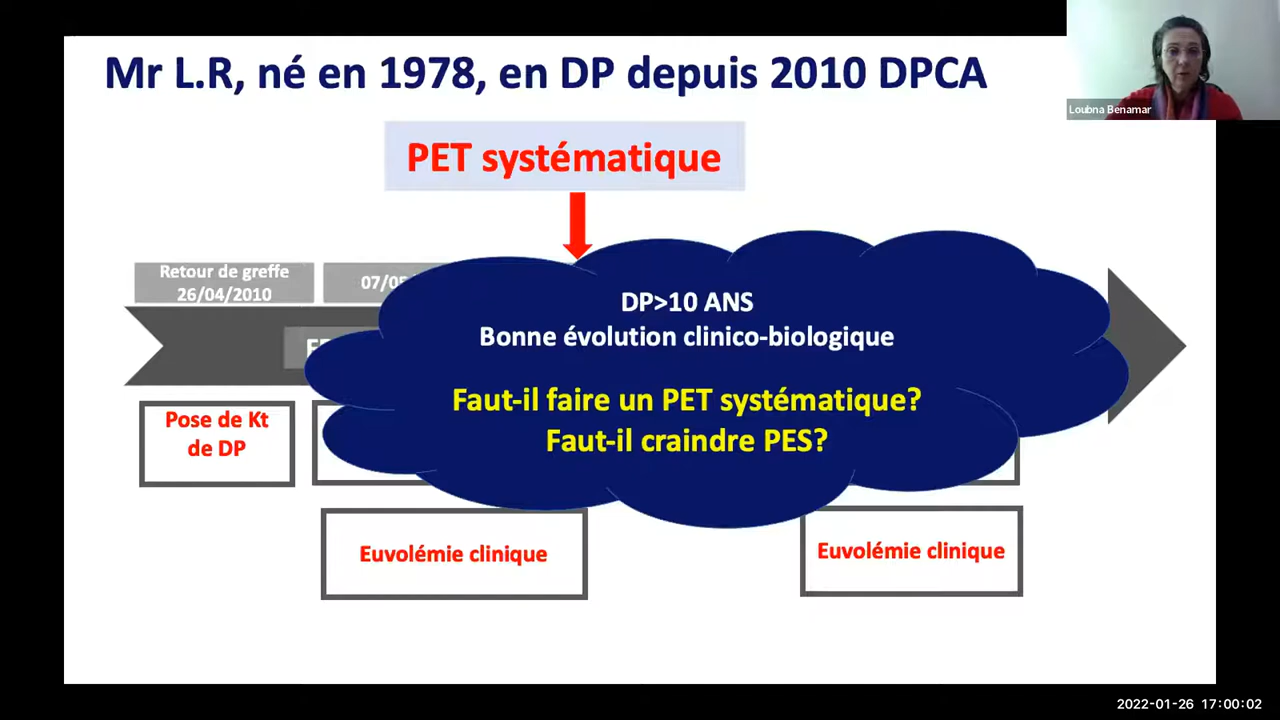 Mr L.R, né en 1978, en DP depuis 2010 DPCA
Loubna Benamar
PET systématique
Retour de greffe
26/04/2010
DP>10 ANS
Bonne évolution clinico-biologique
Faut-il faire un PET systématique?
Faut-il craindre PES?
Pose de Kt
de DP
Euvolémie clinique
Euvolémie clinique
2022-01-26 17:00:02